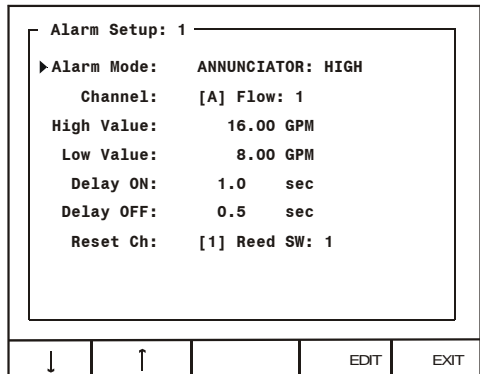 Alarm Setup: 1
Alarm Mode: ANNUNCIATOR: HIGH
Channel: [A] Flow: 1
High Value: 16.00 GPM
Low Value: 8.00 GPM
Delay ON: 1.0 sec
Delay OFF: 0.5 sec
Reset Ch: [1] Reed SW: 1
↓ ↑ EDIT EXIT